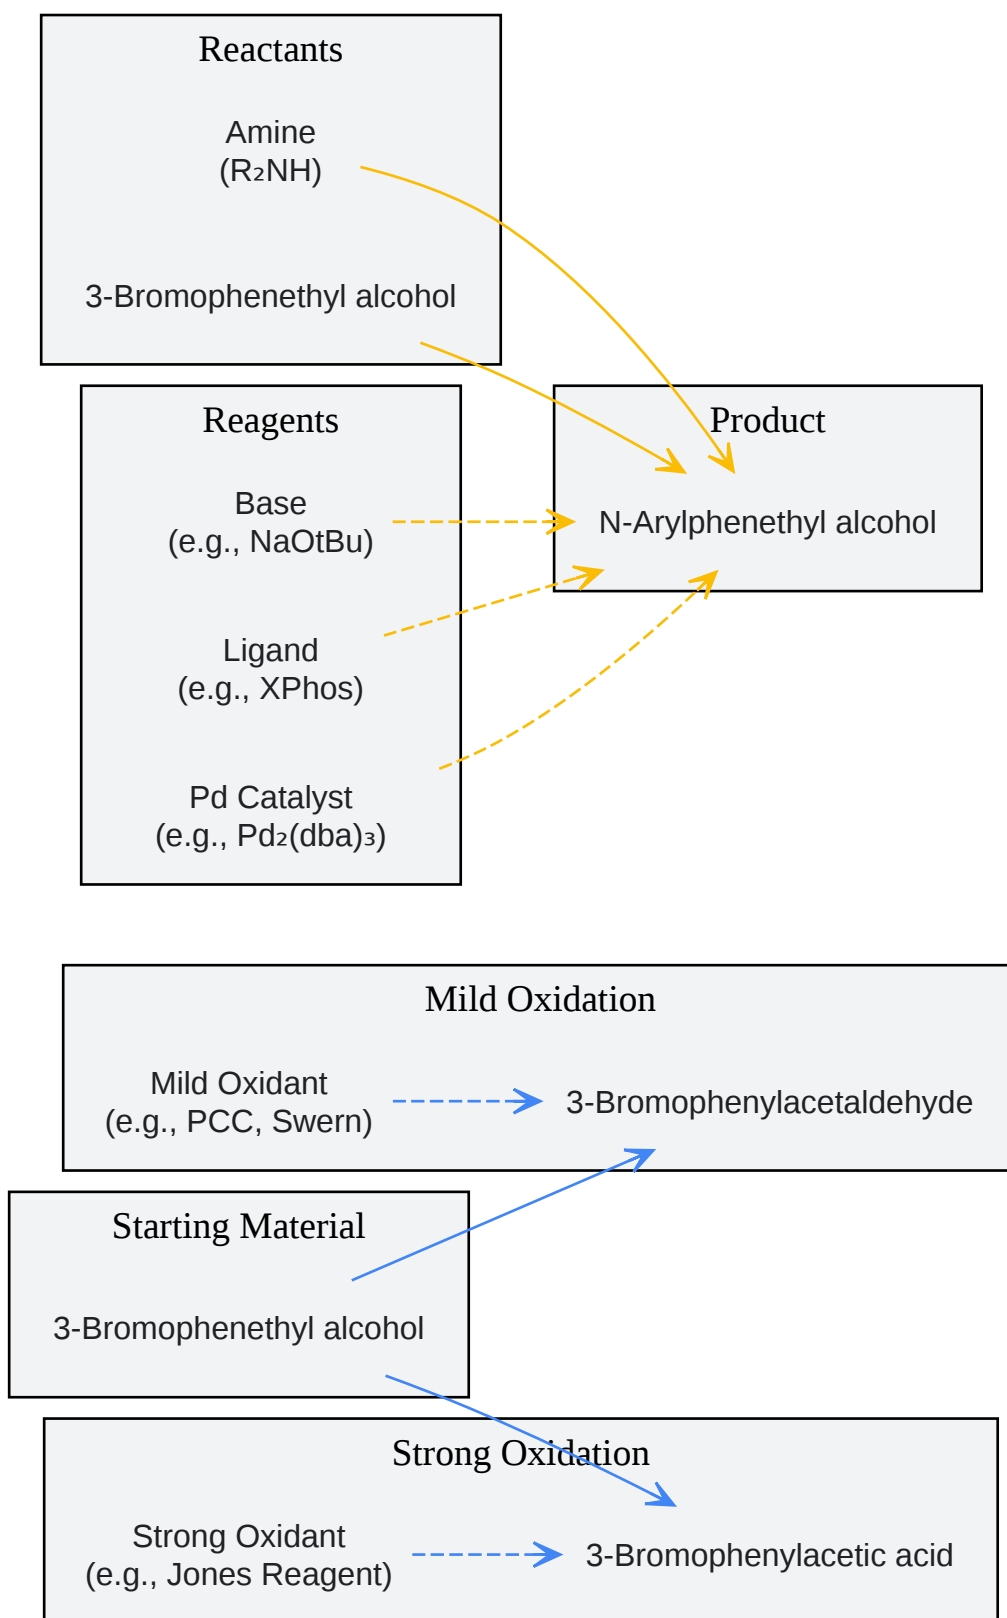 Reactants
Amine
(R₂NH)
3-Bromophenethyl alcohol
Reagents
Base
(e.g., NaOtBu)
Ligand
(e.g., XPhos)
Pd Catalyst
(e.g., Pd₂(dba)₃)
Product
N-Arylphenethyl alcohol
Mild Oxidation
Mild Oxidant
(e.g., PCC, Swern)
3-Bromophenylacetaldehyde
Starting Material
3-Bromophenethyl alcohol
Strong Oxidation
Strong Oxidant
(e.g., Jones Reagent)
3-Bromophenylacetic acid